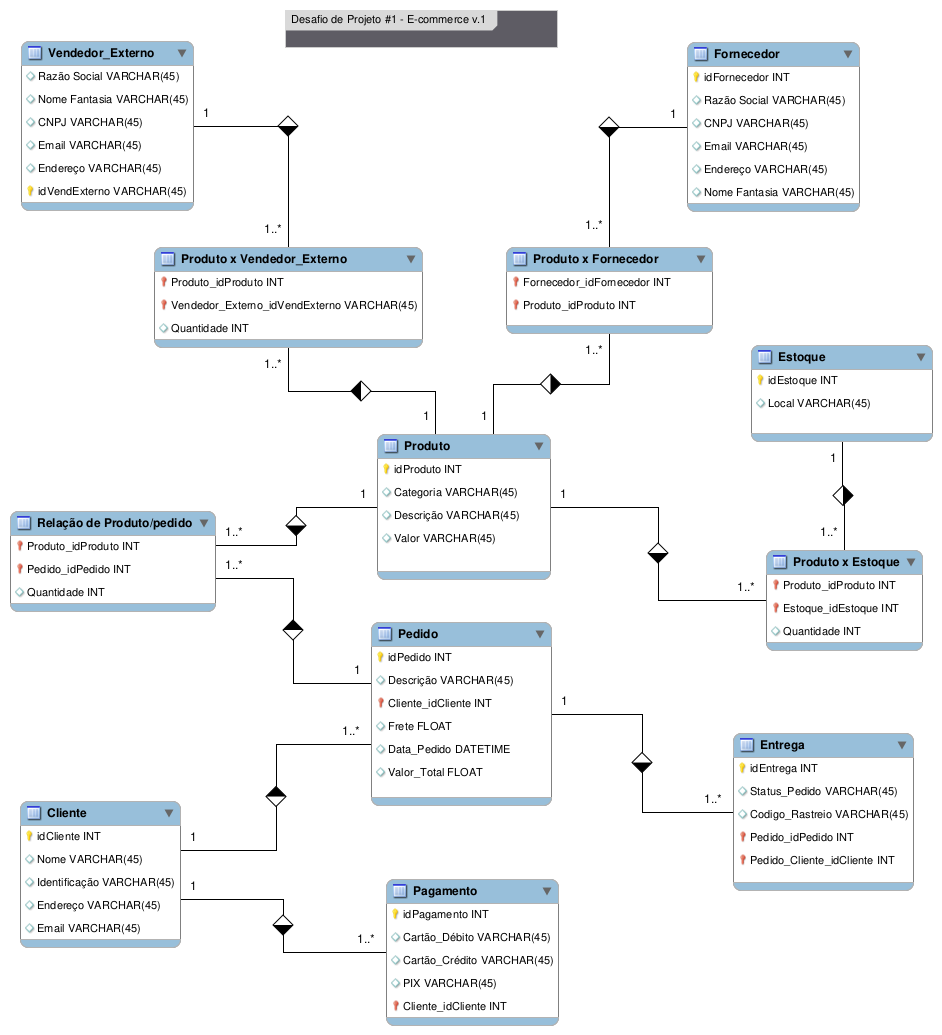 Desafio de Projeto #1 - E-commerce v.1
Vendedor_Externo
Razão Social VARCHAR(45)
Nome Fantasia VARCHAR(45)
CNPJ VARCHAR(45)
Email VARCHAR(45)
Endereço VARCHAR(45)
idVendExterno VARCHAR(45)
1
1..*
Fornecedor
idFornecedor INT
Razão Social VARCHAR(45)
CNPJ VARCHAR(45)
Email VARCHAR(45)
Endereço VARCHAR(45)
Nome Fantasia VARCHAR(45)
1
1..*
Produto x Vendedor_Externo
Produto_idProduto INT
Vendedor_Externo_idVendExterno VARCHAR(45)
Quantidade INT
1..*
1
Produto x Fornecedor
Fornecedor_idFornecedor INT
Produto_idProduto INT
1..*
1
Estoque
idEstoque INT
Local VARCHAR(45)
1
1..*
Produto
idProduto INT
Categoria VARCHAR(45)
Descrição VARCHAR(45)
Valor VARCHAR(45)
1
1..*
1
1..*
Relação de Produto/pedido
Produto_idProduto INT
Pedido_idPedido INT
Quantidade INT
1..*
1
Produto x Estoque
Produto_idProduto INT
Estoque_idEstoque INT
Quantidade INT
Pedido
idPedido INT
Descrição VARCHAR(45)
Cliente_idCliente INT
Frete FLOAT
Data_Pedido DATETIME
Valor_Total FLOAT
1..*
1
1
1..*
Entrega
idEntrega INT
Status_Pedido VARCHAR(45)
Codigo_Rastreio VARCHAR(45)
Pedido_idPedido INT
Pedido_Cliente_idCliente INT
Cliente
idCliente INT
Nome VARCHAR(45)
Identificação VARCHAR(45)
Endereço VARCHAR(45)
Email VARCHAR(45)
1
1..*
Pagamento
idPagamento INT
Cartão_Débito VARCHAR(45)
Cartão_Crédito VARCHAR(45)
PIX VARCHAR(45)
Cliente_idCliente INT